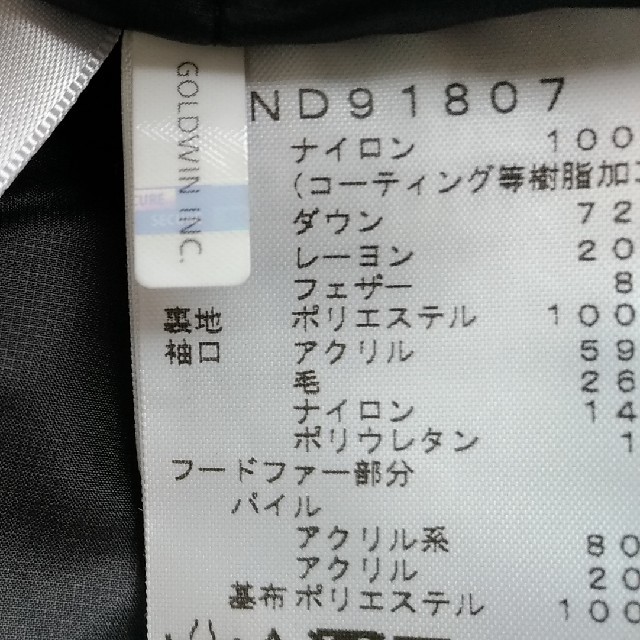 GOLDWIN INC.
ND91807
ナイロン 100
(コーティング等樹脂加工
ダウン 72
レーヨン 20
フェザー 8
裏地 ポリエステル 100
袖口 アクリル 59
毛 26
ナイロン 14
ポリウレタン 1
フードファー部分
パイル
アクリル系 80
アクリル 20
基布 ポリエステル 100